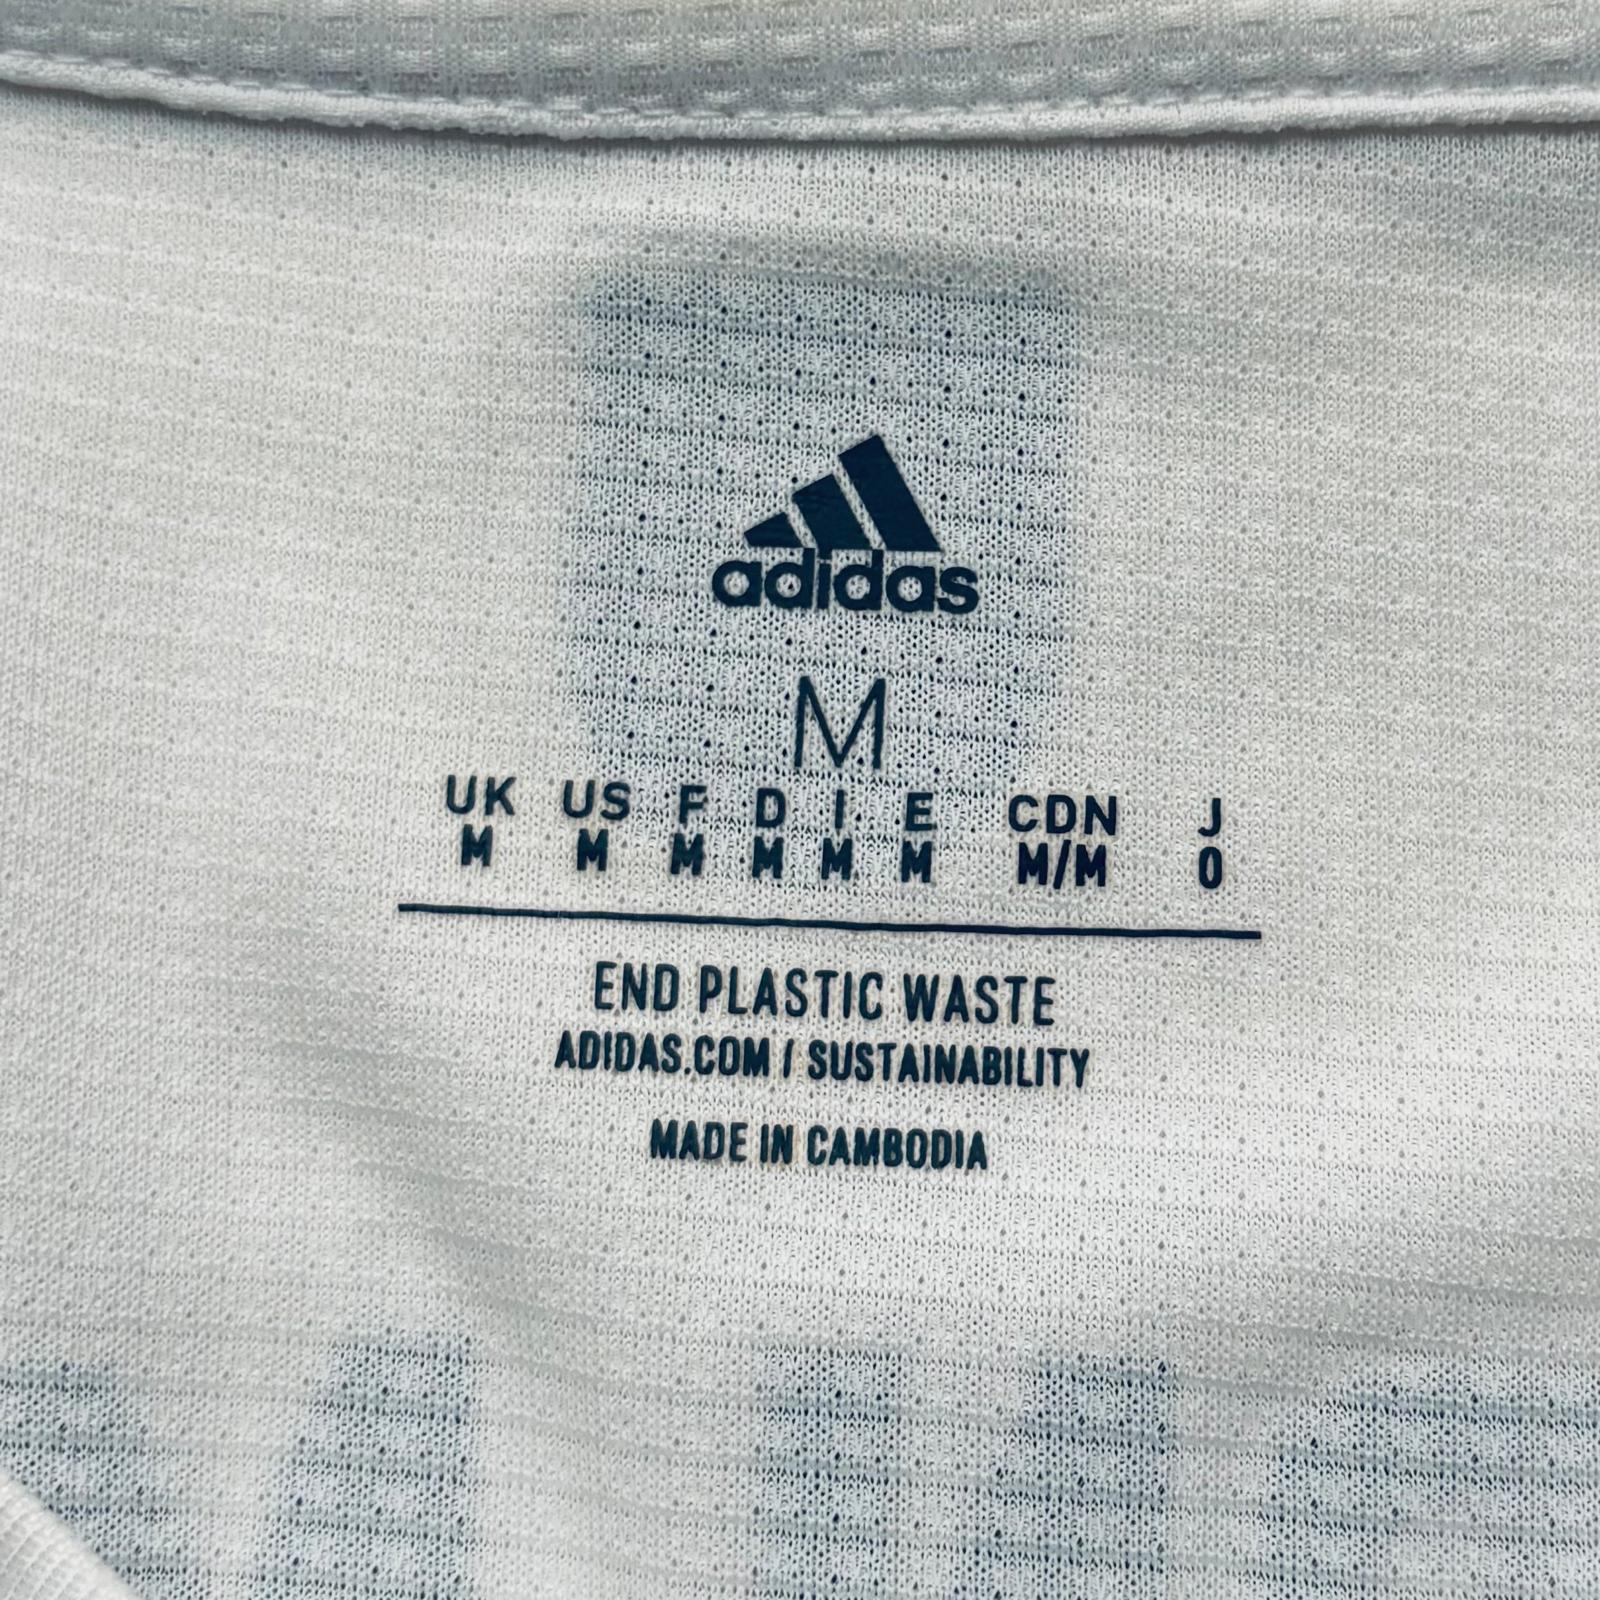 adidas
M
UK US F D I E CDN J
M M M M M M M/M O
END PLASTIC WASTE
ADIDAS.COM / SUSTAINABILITY
MADE IN CAMBODIA